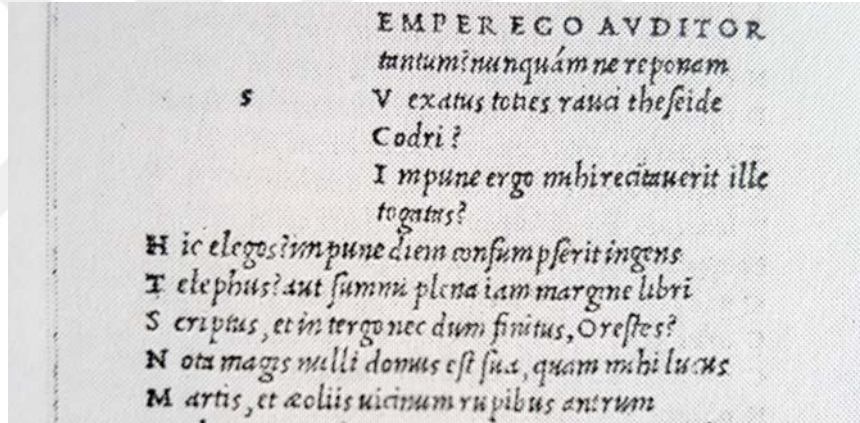 EMPER EGO AVDITOR
tantum?nunquám ne reponam
S
V exatus toties rauci theseide
Codri?
I mpune ergo mihi recitauerit ille
togatas?
H ic elegos?impune diem consumpserit ingens
T elephus?aut summi plena iam margine libri
S criptus, et in tergo nec dum finitus, Orestes?
N ota magis nulli domus est sua, quam mihi lucus
M artis, et æoliis uicinum rupibus antrum